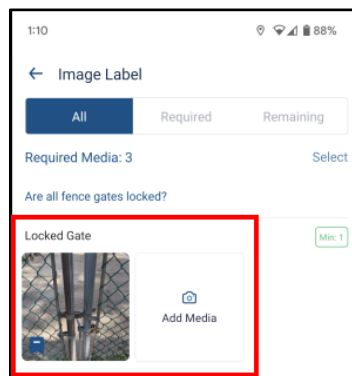 1:10 88%
Image Label
All Required Remaining
Required Media: 3 Select
Are all fence gates locked?
Locked Gate Min: 1
Add Media